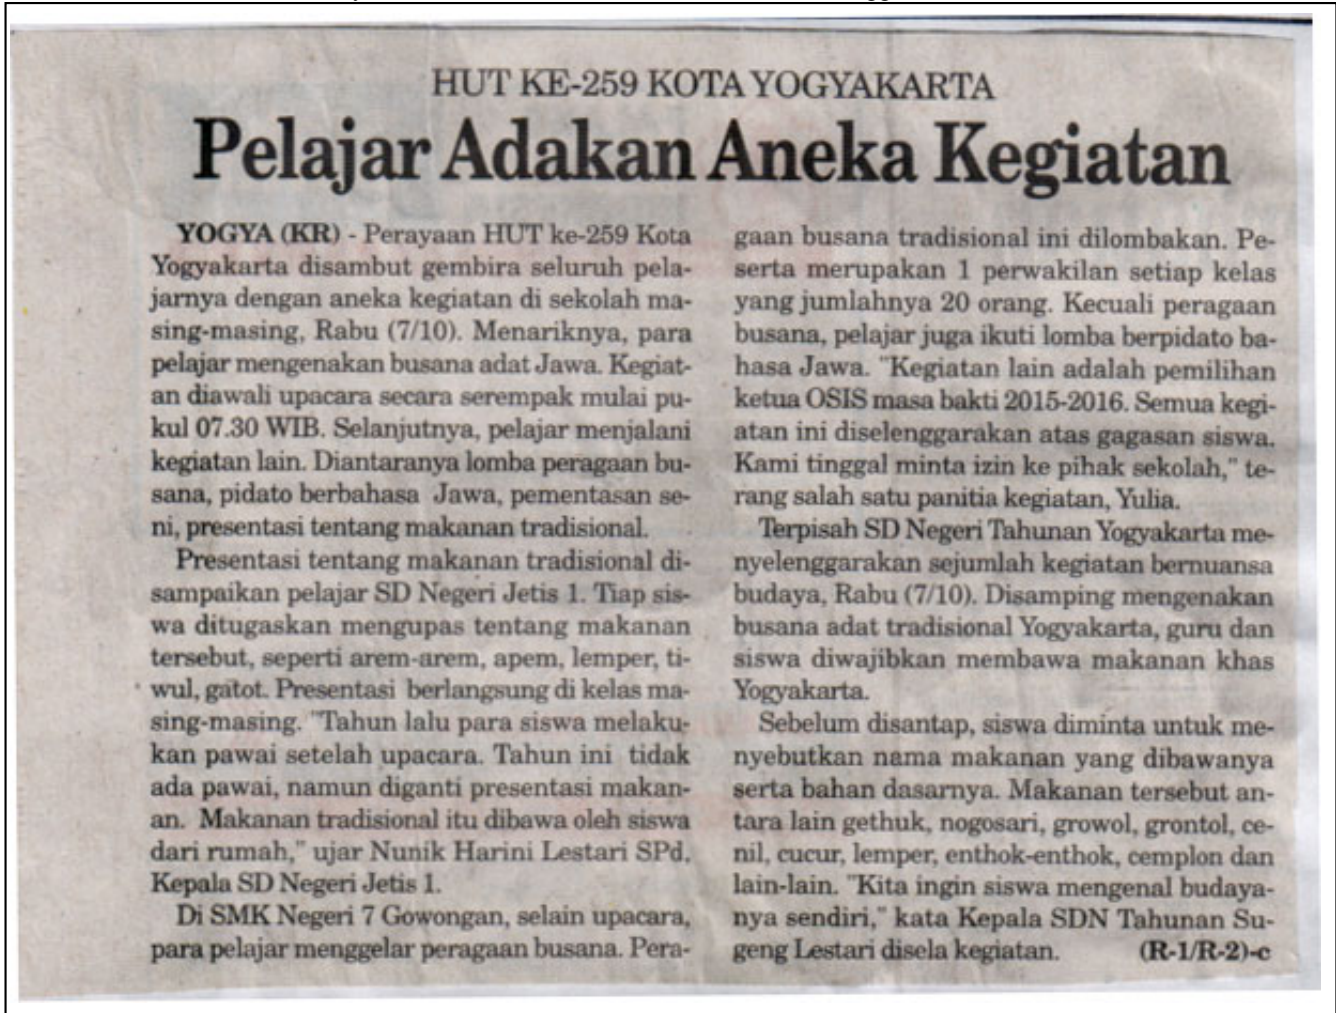 HUT KE-259 KOTA YOGYAKARTA
Pelajar Adakan Aneka Kegiatan
YOGYA (KR) - Perayaan HUT ke-259 Kota
Yogyakarta disambut gembira seluruh pela-
jarnya dengan aneka kegiatan di sekolah ma-
sing-masing, Rabu (7/10). Menariknya, para
pelajar mengenakan busana adat Jawa. Kegiat-
an diawali upacara secara serempak mulai pu-
kul 07.30 WIB. Selanjutnya, pelajar menjalani
kegiatan lain. Diantaranya lomba peragaan bu-
sana, pidato berbahasa Jawa, pementasan se-
ni, presentasi tentang makanan tradisional.
Presentasi tentang makanan tradisional di-
sampaikan pelajar SD Negeri Jetis 1. Tiap sis-
wa ditugaskan mengupas tentang makanan
tersebut, seperti arem-arem, apem, lemper, ti-
wul, gatot. Presentasi berlangsung di kelas ma-
sing-masing. "Tahun lalu para siswa melaku-
kan pawai setelah upacara. Tahun ini tidak
ada pawai, namun diganti presentasi makan-
an. Makanan tradisional itu dibawa oleh siswa
dari rumah," ujar Nunik Harini Lestari SPd,
Kepala SD Negeri Jetis 1.
Di SMK Negeri 7 Gowongan, selain upacara,
para pelajar menggelar peragaan busana. Pera-
gaan busana tradisional ini dilombakan. Pe-
serta merupakan 1 perwakilan setiap kelas
yang jumlahnya 20 orang. Kecuali peragaan
busana, pelajar juga ikuti lomba berpidato ba-
hasa Jawa. "Kegiatan lain adalah pemilihan
ketua OSIS masa bakti 2015-2016. Semua kegi-
atan ini diselenggarakan atas gagasan siswa.
Kami tinggal minta izin ke pihak sekolah," te-
rang salah satu panitia kegiatan, Yulia.
Terpisah SD Negeri Tahunan Yogyakarta me-
nyelenggarakan sejumlah kegiatan bernuansa
budaya, Rabu (7/10). Disamping mengenakan
busana adat tradisional Yogyakarta, guru dan
siswa diwajibkan membawa makanan khas
Yogyakarta.
Sebelum disantap, siswa diminta untuk me-
nyebutkan nama makanan yang dibawanya
serta bahan dasarnya. Makanan tersebut an-
tara lain gethuk, nogosari, growol, grontol, ce-
nil, cucur, lemper, enthok-enthok, cemplon dan
lain-lain. "Kita ingin siswa mengenal budaya-
nya sendiri," kata Kepala SDN Tahunan Su-
geng Lestari disela kegiatan. (R-1/R-2)-c